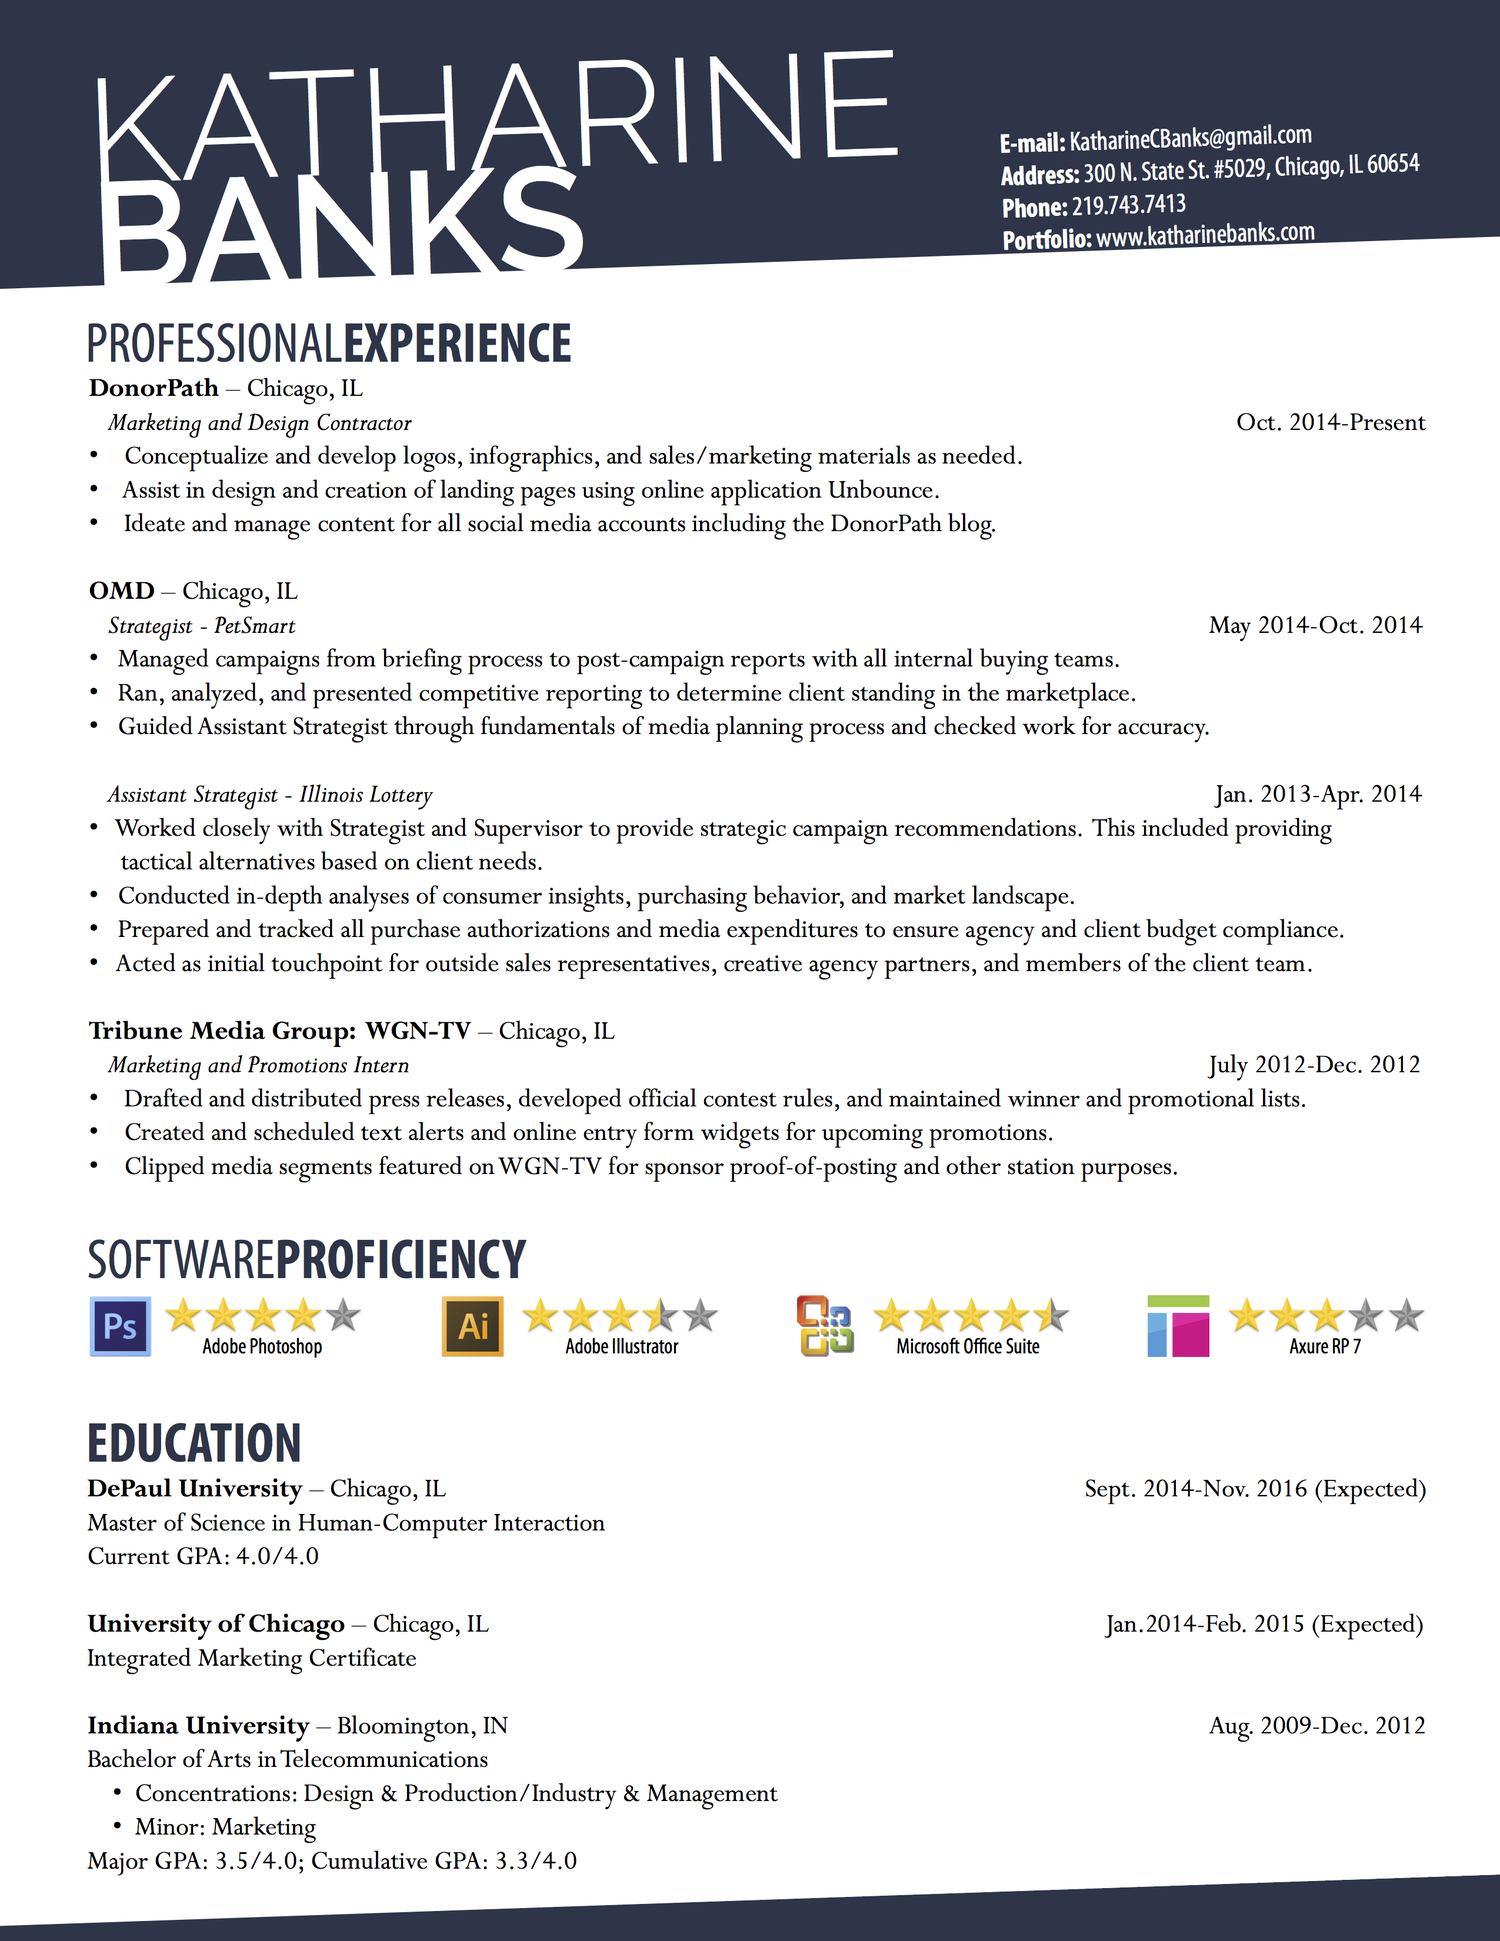 KATHARINE
BANKS
E-mail: KatharineCBanks@gmail.com
Address: 300 N. State St. #5029, Chicago, IL 60654
Phone: 219.743.7413
Portfolio: www.katharinebanks.com
PROFESSIONALEXPERIENCE
DonorPath – Chicago, IL
Marketing and Design Contractor Oct. 2014-Present
• Conceptualize and develop logos, infographics, and sales/marketing materials as needed.
• Assist in design and creation of landing pages using online application Unbounce.
• Ideate and manage content for all social media accounts including the DonorPath blog.
OMD – Chicago, IL
Strategist - PetSmart May 2014-Oct. 2014
• Managed campaigns from briefing process to post-campaign reports with all internal buying teams.
• Ran, analyzed, and presented competitive reporting to determine client standing in the marketplace.
• Guided Assistant Strategist through fundamentals of media planning process and checked work for accuracy.
Assistant Strategist - Illinois Lottery Jan. 2013-Apr. 2014
• Worked closely with Strategist and Supervisor to provide strategic campaign recommendations. This included providing
tactical alternatives based on client needs.
• Conducted in-depth analyses of consumer insights, purchasing behavior, and market landscape.
• Prepared and tracked all purchase authorizations and media expenditures to ensure agency and client budget compliance.
• Acted as initial touchpoint for outside sales representatives, creative agency partners, and members of the client team.
Tribune Media Group: WGN-TV – Chicago, IL
Marketing and Promotions Intern July 2012-Dec. 2012
• Drafted and distributed press releases, developed official contest rules, and maintained winner and promotional lists.
• Created and scheduled text alerts and online entry form widgets for upcoming promotions.
• Clipped media segments featured on WGN-TV for sponsor proof-of-posting and other station purposes.
SOFTWAREPROFICIENCY
Ps Adobe Photoshop
Ai Adobe Illustrator
Microsoft Office Suite
Axure RP 7
EDUCATION
DePaul University – Chicago, IL Sept. 2014-Nov. 2016 (Expected)
Master of Science in Human-Computer Interaction
Current GPA: 4.0/4.0
University of Chicago – Chicago, IL Jan.2014-Feb. 2015 (Expected)
Integrated Marketing Certificate
Indiana University – Bloomington, IN Aug. 2009-Dec. 2012
Bachelor of Arts in Telecommunications
• Concentrations: Design & Production/Industry & Management
• Minor: Marketing
Major GPA: 3.5/4.0; Cumulative GPA: 3.3/4.0